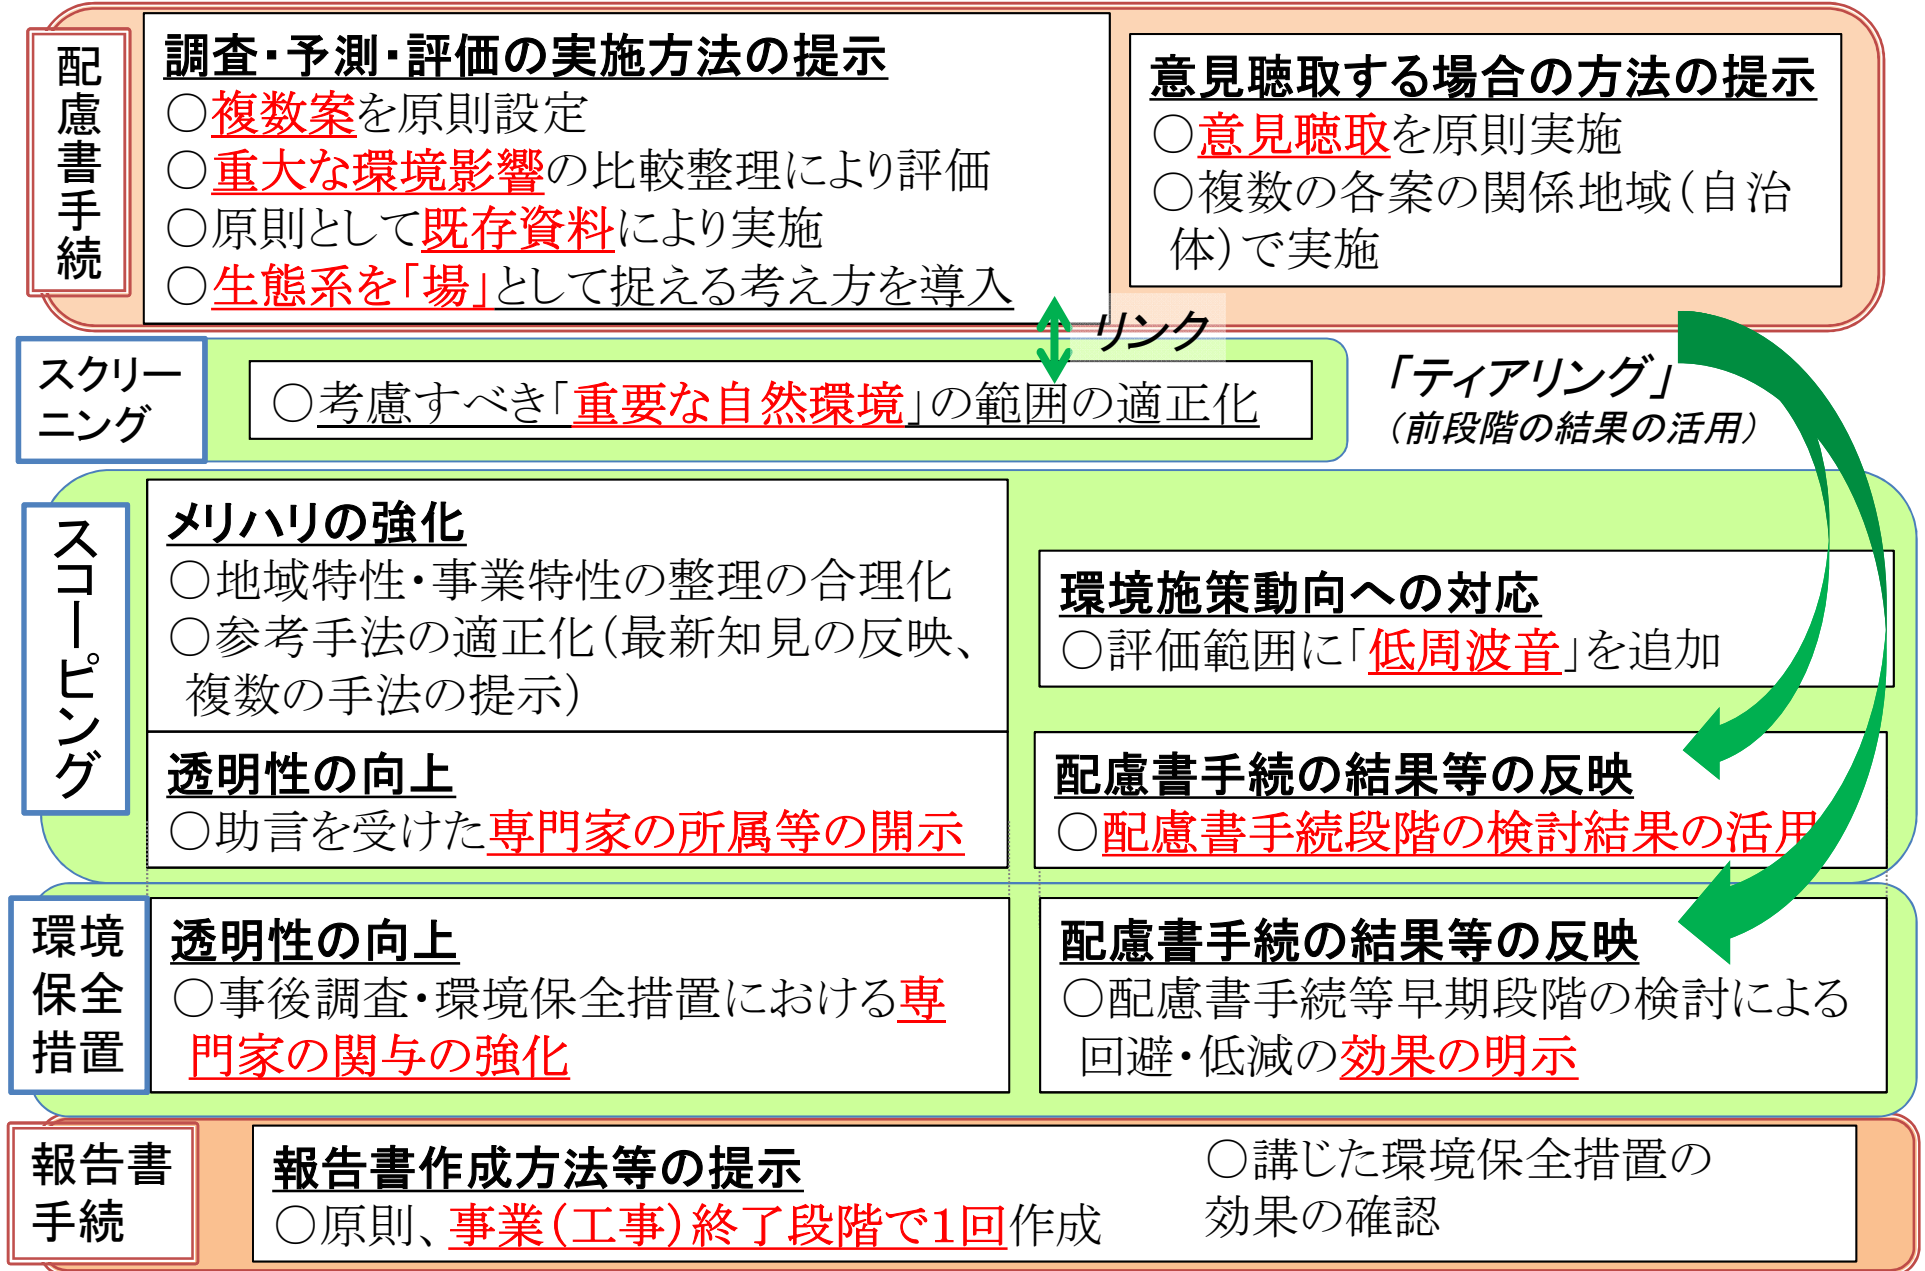 配慮書手続
調査・予測・評価の実施方法の提示
○複数案を原則設定
○重大な環境影響の比較整理により評価
○原則として既存資料により実施
○生態系を「場」として捉える考え方を導入
意見聴取する場合の方法の提示
○意見聴取を原則実施
○複数の各案の関係地域（自治
体）で実施
リンク
スクリー
ニング
○考慮すべき「重要な自然環境」の範囲の適正化
「ティアリング」
（前段階の結果の活用）
スコーピング
メリハリの強化
○地域特性・事業特性の整理の合理化
○参考手法の適正化（最新知見の反映、
複数の手法の提示）
環境施策動向への対応
○評価範囲に「低周波音」を追加
透明性の向上
○助言を受けた専門家の所属等の開示
配慮書手続の結果等の反映
○配慮書手続段階の検討結果の活用
環境
保全
措置
透明性の向上
○事後調査・環境保全措置における専
門家の関与の強化
配慮書手続の結果等の反映
○配慮書手続等早期段階の検討による
回避・低減の効果の明示
報告書
手続
報告書作成方法等の提示
○原則、事業（工事）終了段階で１回作成
○講じた環境保全措置の
効果の確認